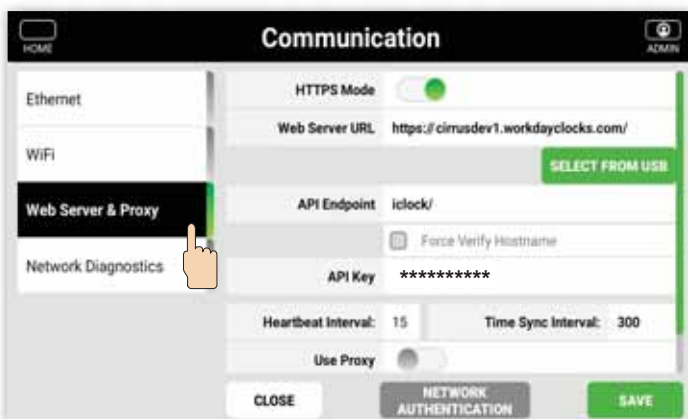 HOME
Communication
ADMIN
Ethernet
WiFi
Web Server & Proxy
Network Diagnostics
HTTPS Mode
Web Server URL https://cirrusdev1.workdayclocks.com/
SELECT FROM USB
API Endpoint iclock/
Force Verify Hostname
API Key **********
Heartbeat Interval: 15 Time Sync Interval: 300
Use Proxy
CLOSE
NETWORK
AUTHENTICATION
SAVE